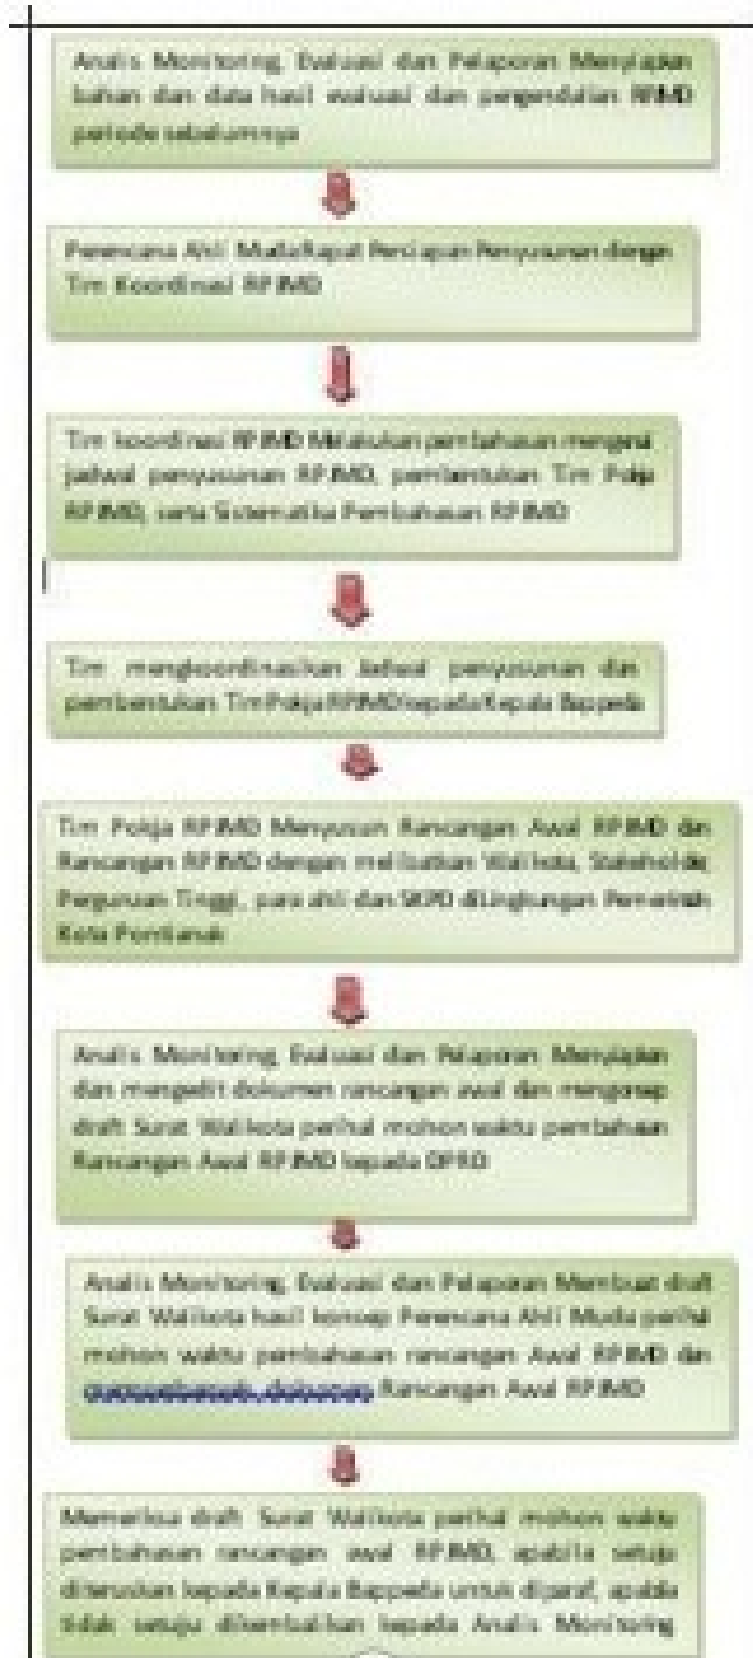 Analis Monitoring, Evaluasi dan Pelaporan Menyiapkan
bahan dan data hasil evaluasi dan pengendalian RPJMD
periode sebelumnya
Perencana Ahli Muda Rapat Persiapan Penyusunan dengan
Tim Koordinasi RPJMD
Tim koordinasi RPJMD Melakukan pembahasan mengenai
jadwal penyusunan RPJMD, pembentukan Tim Pokja
RPJMD, serta Sistematika Pembahasan RPJMD
Tim mengkoordinasikan Jadwal penyusunan dan
pembentukan Tim Pokja RPJMD kepada Kepala Bappeda
Tim Pokja RPJMD Menyusun Rancangan Awal RPJMD dan
Rancangan RPJMD dengan melibatkan Walikota, Stakeholder,
Perguruan Tinggi, para ahli dan SKPD diLingkungan Pemerintah
Kota Pontianak
Analis Monitoring, Evaluasi dan Pelaporan Menyiapkan
dan mengedit dokumen rancangan awal dan mengonsep
draft Surat Walikota perihal mohon waktu pembahasan
Rancangan Awal RPJMD kepada DPRD
Analis Monitoring, Evaluasi dan Pelaporan Membuat draft
Surat Walikota hasil konsep Perencana Ahli Muda perihal
mohon waktu pembahasan rancangan Awal RPJMD dan
Rancangan Awal RPJMD
Memeriksa draft Surat Walikota perihal mohon waktu
pembahasan rancangan awal RPJMD, apabila setuju
diteruskan kepada Kepala Bappeda untuk diparaf, apabila
tidak setuju dikembalikan kepada Analis Monitoring